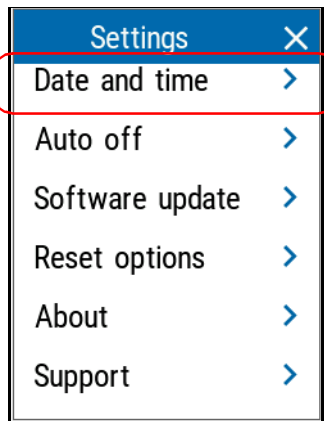 Settings
Date and time
Auto off
Software update
Reset options
About
Support